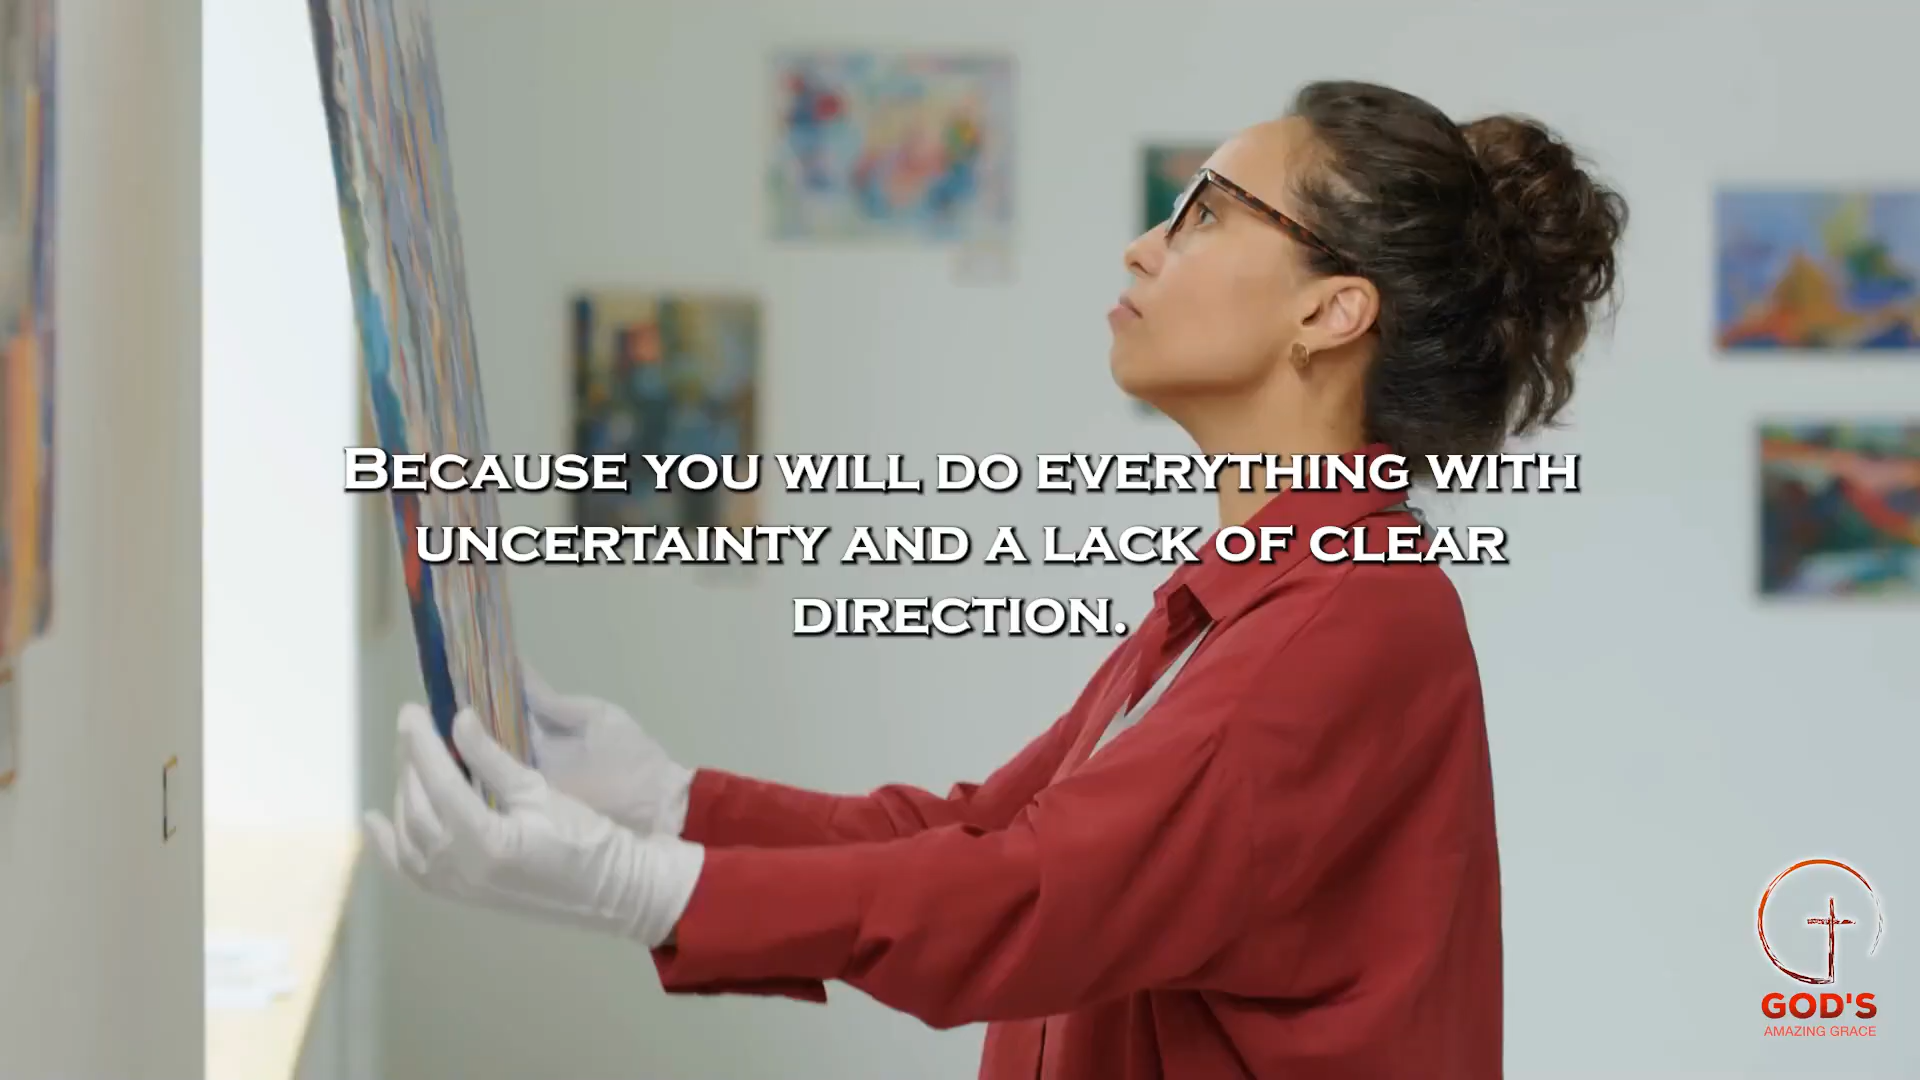 Because you will do everything with
uncertainty and a lack of clear
direction.
GOD'S
AMAZING GRACE